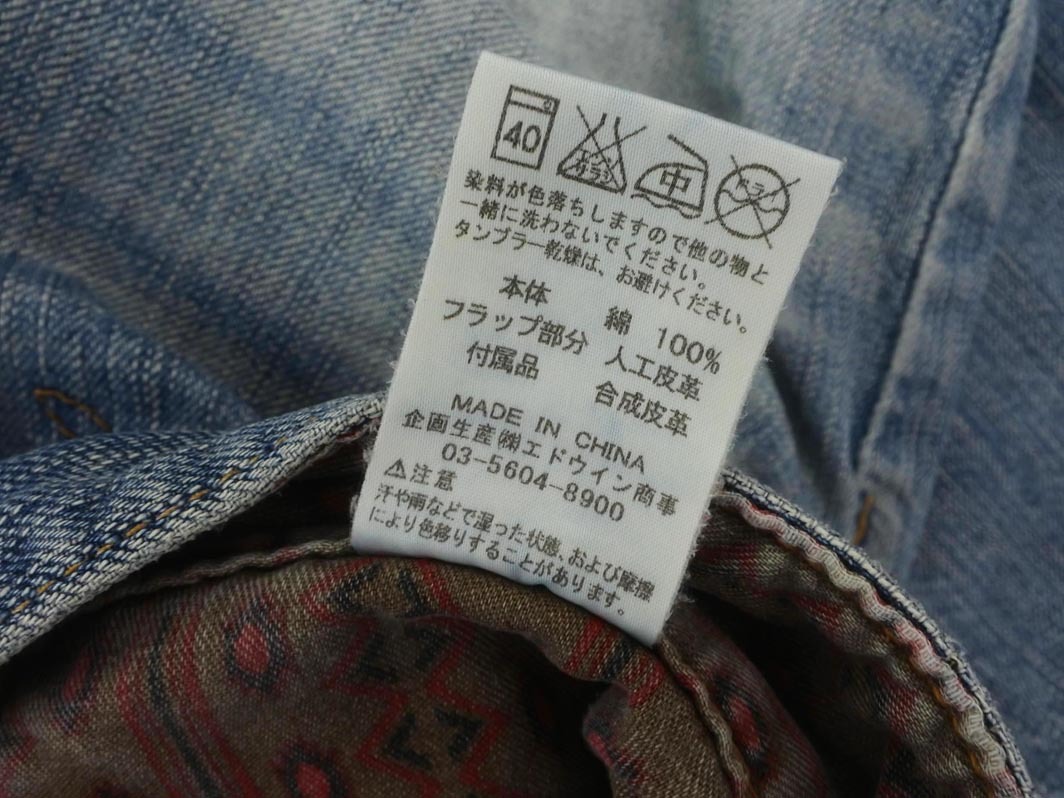 40
エンソ
サラシ
中
ドライ
染料が色落ちしますので他の物と
一緒に洗わないでください。
タンブラー乾燥は、お避けください。
本体 綿 100%
フラップ部分 人工皮革
付属品 合成皮革
MADE IN CHINA
企画生産㈱エドウイン商事
03-5604-8900
⚠注意
汗や雨などで湿った状態、および摩擦
により色移りすることがあります。